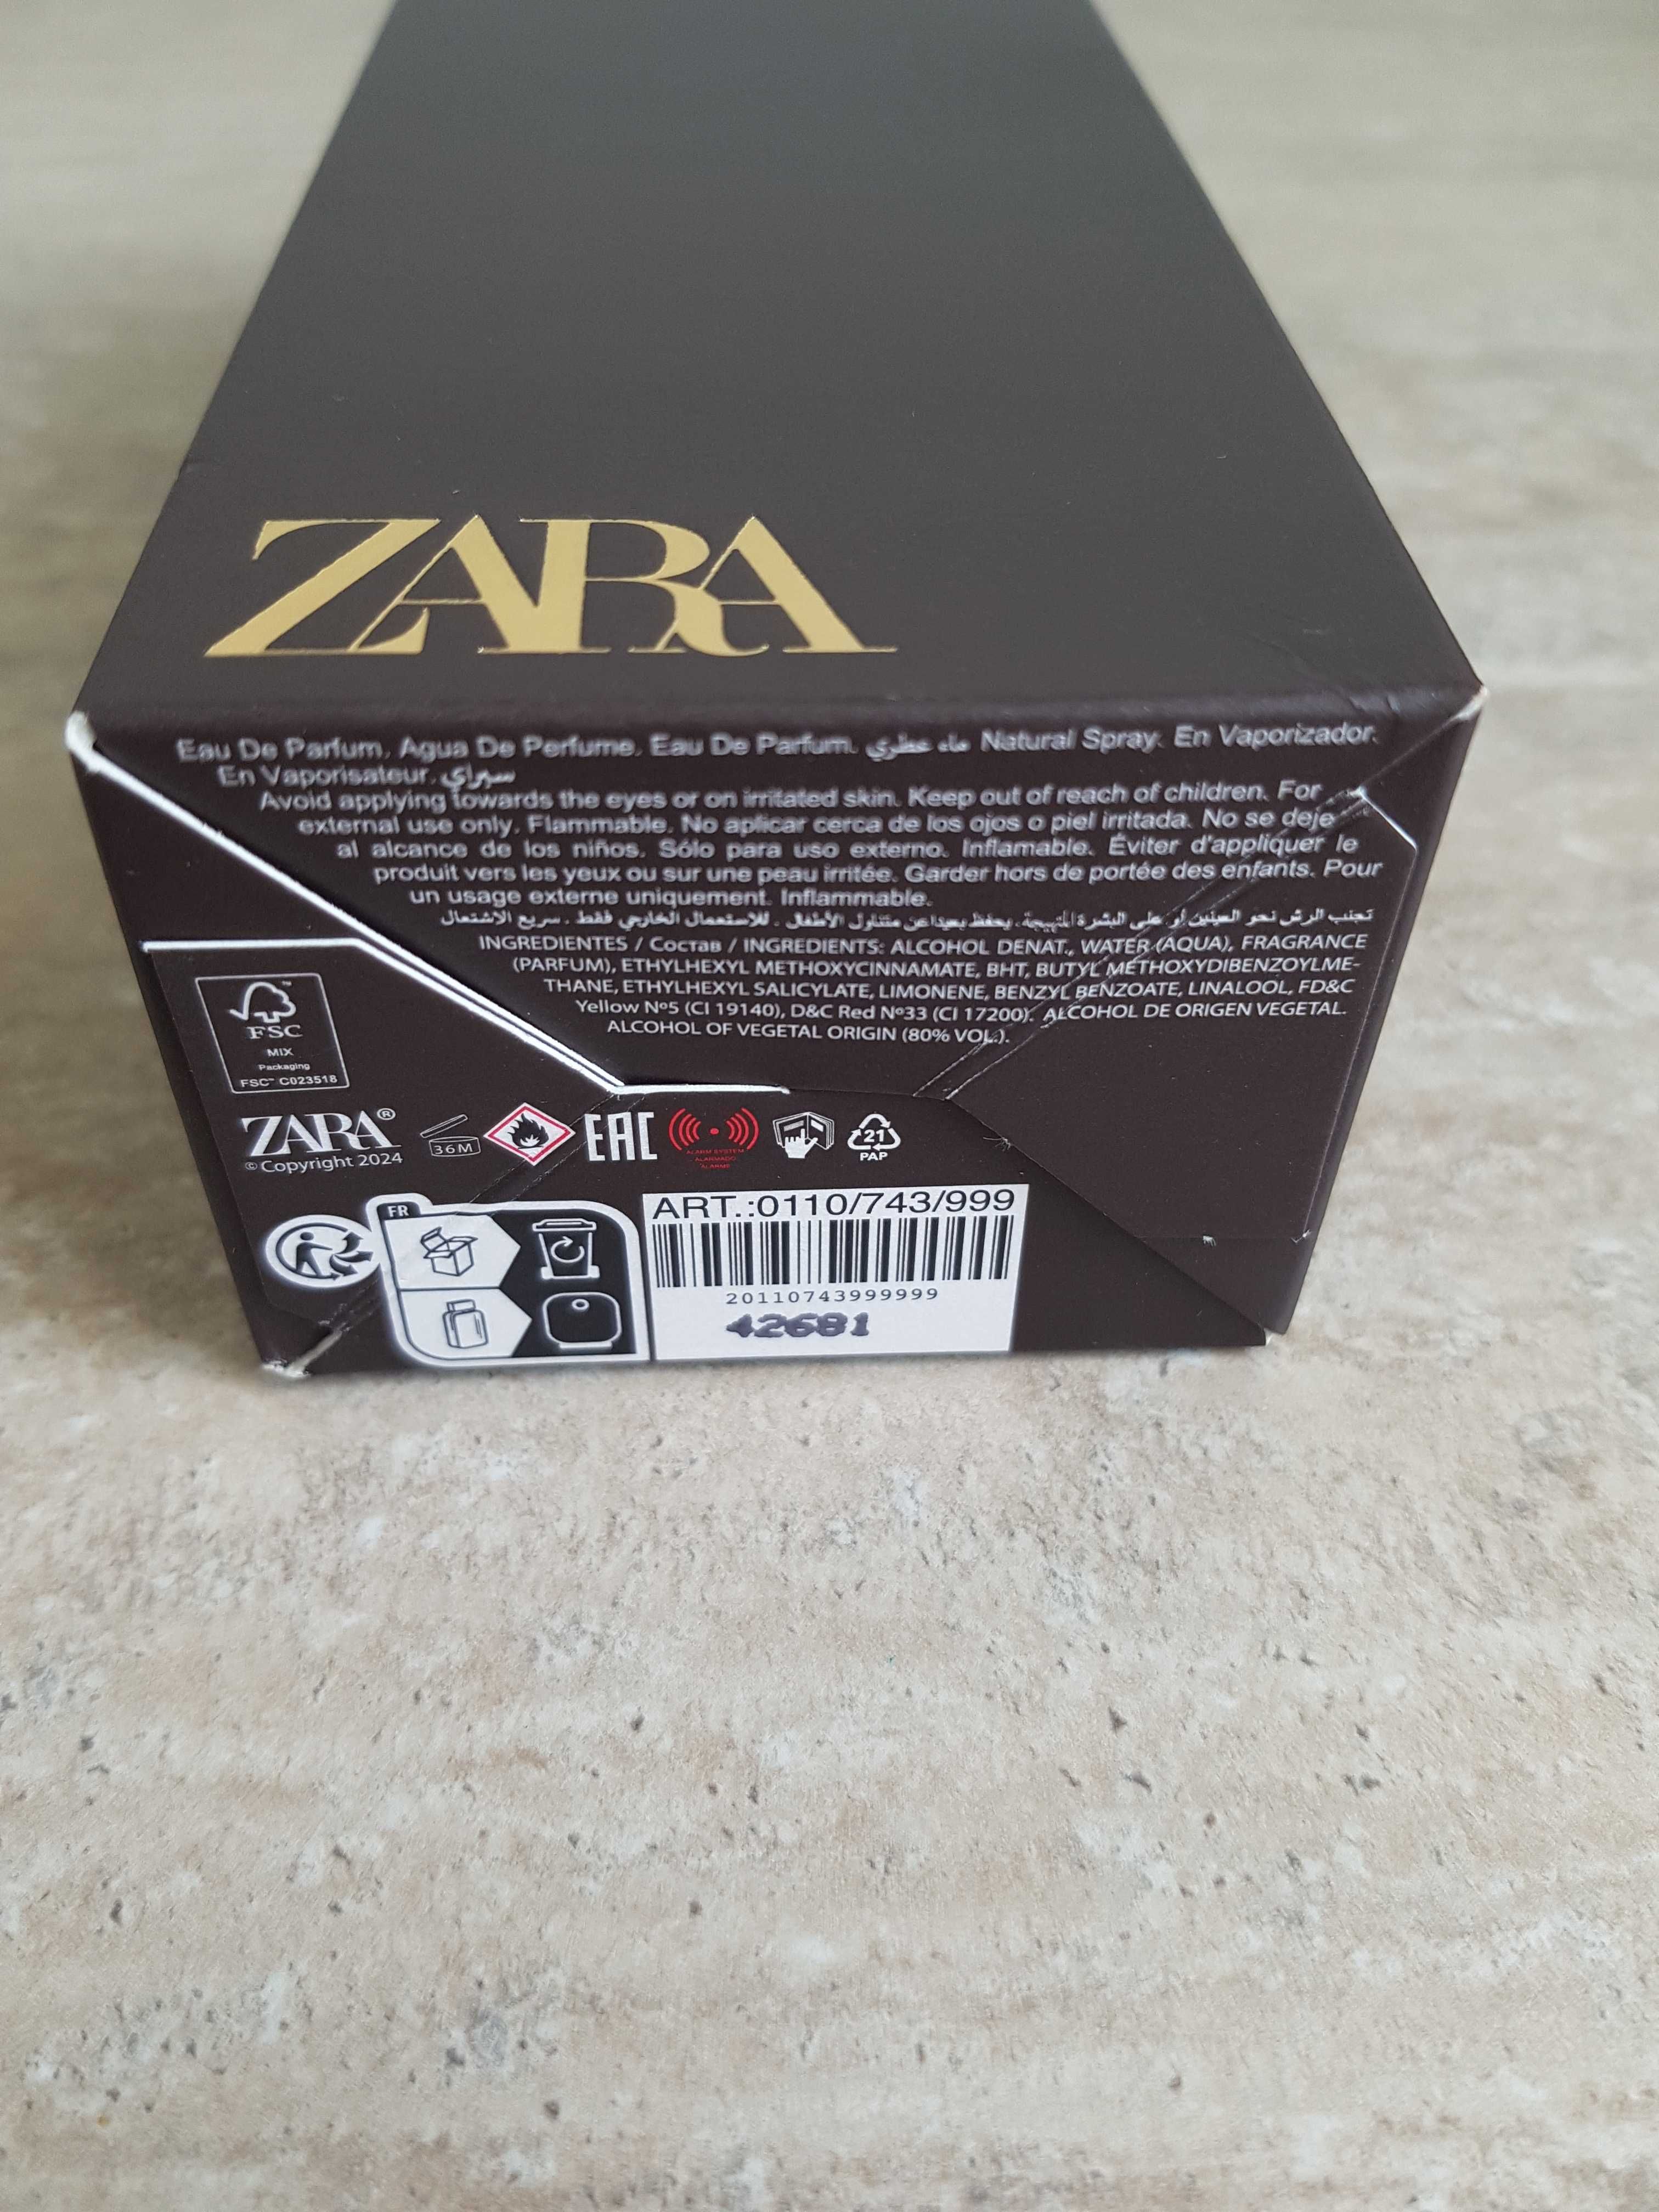 ZARA
Eau De Parfum. Agua De Perfume. Eau De Parfum. ماء عطري Natural Spray. En Vaporizador.
En Vaporisateur. سبراي
Avoid applying towards the eyes or on irritated skin. Keep out of reach of children. For
external use only. Flammable. No aplicar cerca de los ojos o piel irritada. No se deje
al alcance de los niños. Sólo para uso externo. Inflamable. Éviter d'appliquer le
produit vers les yeux ou sur une peau irritée. Garder hors de portée des enfants. Pour
un usage externe uniquement. Inflammable.
تجنب الرش نحو العينين أو على البشرة المتهيجة. يحفظ بعيدا عن متناول الأطفال. للاستعمال الخارجي فقط. سريع الاشتعال
INGREDIENTES / Состав / INGREDIENTS: ALCOHOL DENAT., WATER (AQUA), FRAGRANCE
(PARFUM), ETHYLHEXYL METHOXYCINNAMATE, BHT, BUTYL METHOXYDIBENZOYLME-
THANE, ETHYLHEXYL SALICYLATE, LIMONENE, BENZYL BENZOATE, LINALOOL, FD&C
Yellow Nº5 (CI 19140), D&C Red Nº33 (CI 17200). ALCOHOL DE ORIGEN VEGETAL.
ALCOHOL OF VEGETAL ORIGIN (80% VOL.).
FSC™
MIX
Packaging
FSC™ C023518
ZARA®
© Copyright 2024
36M
EAC
ALARM SYSTEM
ALARMADO
ALARME
21
PAP
FR
ART.:0110/743/999
20110743999999
42681